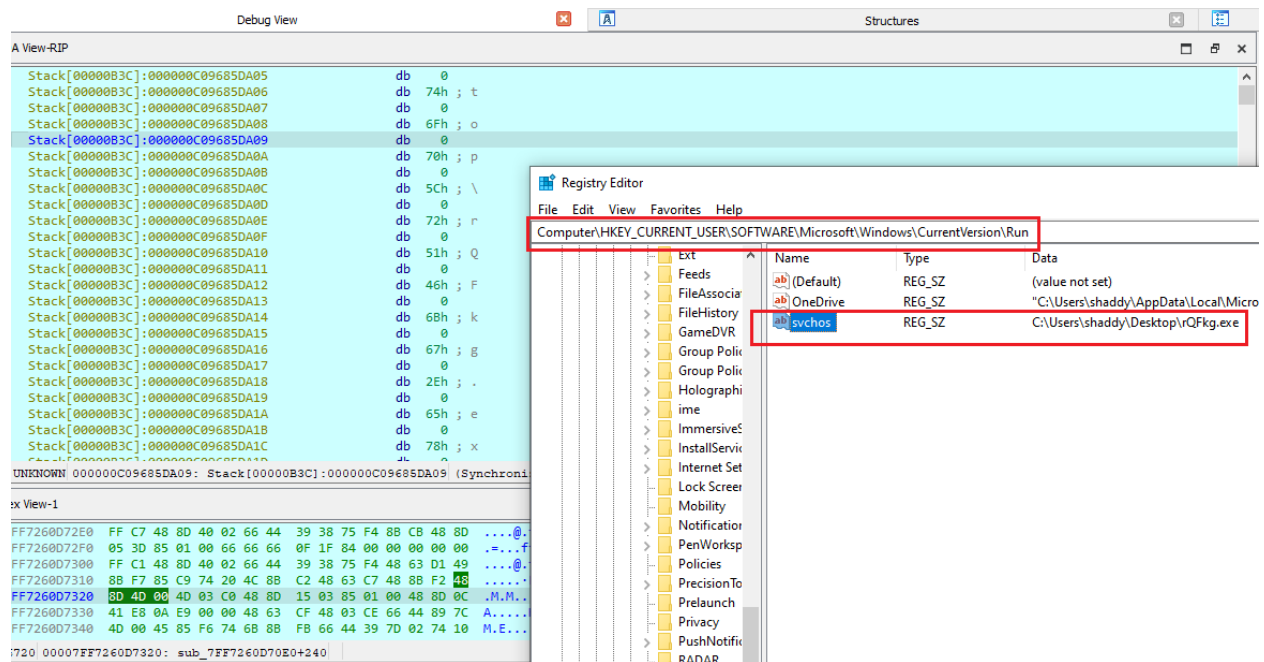 Debug View
Structures
A View-RIP
Stack[00000B3C]:000000C09685DA05 db 0
Stack[00000B3C]:000000C09685DA06 db 74h ; t
Stack[00000B3C]:000000C09685DA07 db 0
Stack[00000B3C]:000000C09685DA08 db 6Fh ; o
Stack[00000B3C]:000000C09685DA09 db 0
Stack[00000B3C]:000000C09685DA0A db 70h ; p
Stack[00000B3C]:000000C09685DA0B db 0
Stack[00000B3C]:000000C09685DA0C db 5Ch ; \
Stack[00000B3C]:000000C09685DA0D db 0
Stack[00000B3C]:000000C09685DA0E db 72h ; r
Stack[00000B3C]:000000C09685DA0F db 0
Stack[00000B3C]:000000C09685DA10 db 51h ; Q
Stack[00000B3C]:000000C09685DA11 db 0
Stack[00000B3C]:000000C09685DA12 db 46h ; F
Stack[00000B3C]:000000C09685DA13 db 0
Stack[00000B3C]:000000C09685DA14 db 6Bh ; k
Stack[00000B3C]:000000C09685DA15 db 0
Stack[00000B3C]:000000C09685DA16 db 67h ; g
Stack[00000B3C]:000000C09685DA17 db 0
Stack[00000B3C]:000000C09685DA18 db 2Eh ; .
Stack[00000B3C]:000000C09685DA19 db 0
Stack[00000B3C]:000000C09685DA1A db 65h ; e
Stack[00000B3C]:000000C09685DA1B db 0
Stack[00000B3C]:000000C09685DA1C db 78h ; x
UNKNOWN 000000C09685DA09: Stack[00000B3C]:000000C09685DA09 (Synchroni
ex View-1
FF7260D72E0 FF C7 48 8D 40 02 66 44 39 38 75 F4 8B CB 48 8D ....@.
FF7260D72F0 05 3D 85 01 00 66 66 66 0F 1F 84 00 00 00 00 00 .=...f
FF7260D7300 FF C1 48 8D 40 02 66 44 39 38 75 F4 48 63 D1 49 ....@.
FF7260D7310 8B F7 85 C9 74 20 4C 8B C2 48 63 C7 48 8B F2 48 .....
FF7260D7320 8D 4D 00 4D 03 C0 48 8D 15 03 85 01 00 48 8D 0C .M.M..
FF7260D7330 41 E8 0A E9 00 00 48 63 CF 48 03 CE 66 44 89 7C A.....
FF7260D7340 4D 00 45 85 F6 74 6B 8B FB 66 44 39 7D 02 74 10 M.E...
720 00007FF7260D7320: sub_7FF7260D70E0+240
Registry Editor
File Edit View Favorites Help
Computer\HKEY_CURRENT_USER\SOFTWARE\Microsoft\Windows\CurrentVersion\Run
Ext
Feeds
FileAssocia
FileHistory
GameDVR
Group Polic
Group Polic
Holographi
ime
ImmersiveS
InstallServic
Internet Set
Lock Screen
Mobility
Notification
PenWorksp
Policies
PrecisionTo
Prelaunch
Privacy
PushNotific
RADAR
Name Type Data
(Default) REG_SZ (value not set)
OneDrive REG_SZ "C:\Users\shaddy\AppData\Local\Micro
svchos REG_SZ C:\Users\shaddy\Desktop\rQFkg.exe